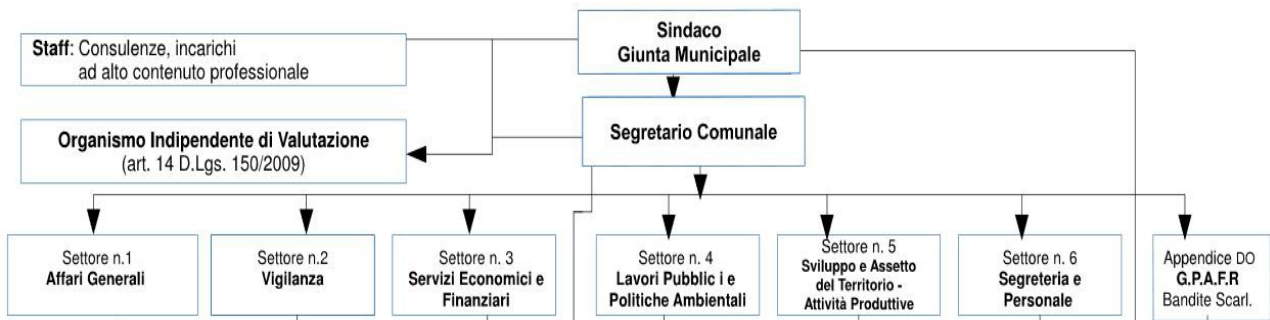 Sindaco
Giunta Municipale
Staff: Consulenze, incarichi
ad alto contenuto professionale
Segretario Comunale
Organismo Indipendente di Valutazione
(art. 14 D.Lgs. 150/2009)
Settore n.1
Affari Generali
Settore n.2
Vigilanza
Settore n. 3
Servizi Economici e
Finanziari
Settore n. 4
Lavori Pubblic i e
Politiche Ambientali
Settore n. 5
Sviluppo e Assetto
del Territorio -
Attività Produttive
Settore n. 6
Segreteria e
Personale
Appendice DO
G.P.A.F.R
Bandite Scarl.